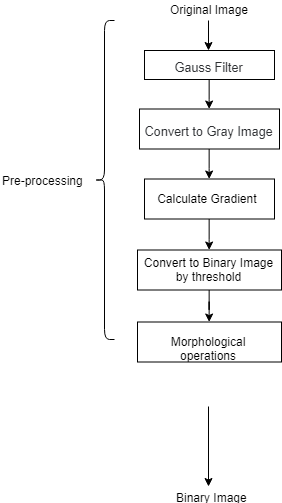 Original Image
Gauss Filter
Convert to Gray Image
Pre-processing
Calculate Gradient
Convert to Binary Image
by threshold
Morphological
operations
Binary Image